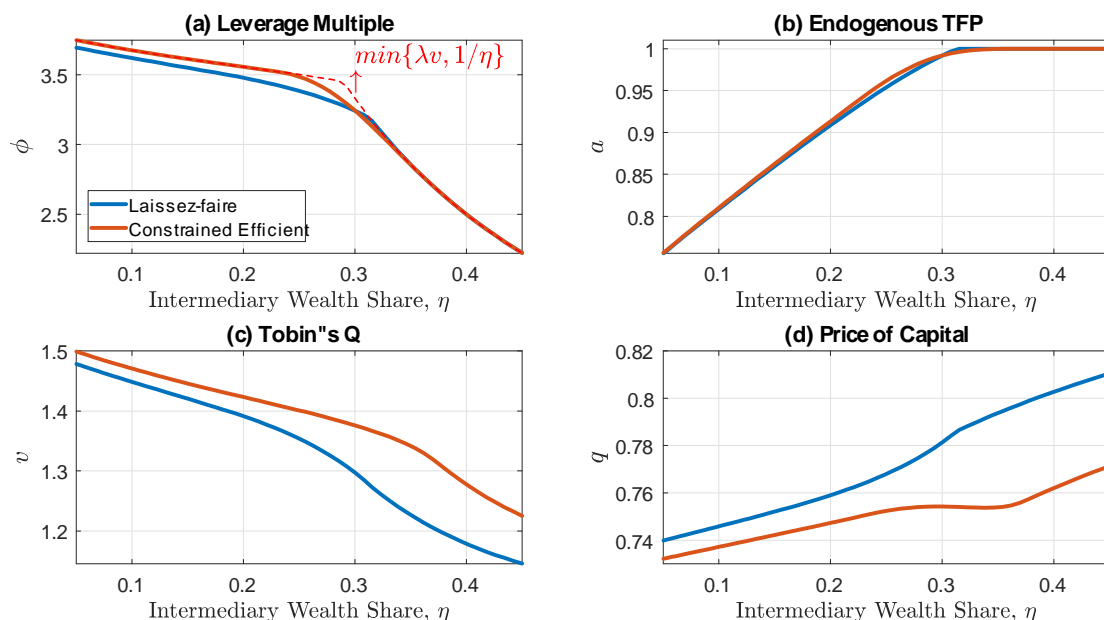 (a) Leverage Multiple
min{λv, 1/η}
3.5
3
2.5
ϕ
Laissez-faire
Constrained Efficient
0.1 0.2 0.3 0.4
Intermediary Wealth Share, η
(b) Endogenous TFP
1
0.95
0.9
0.85
0.8
a
0.1 0.2 0.3 0.4
Intermediary Wealth Share, η
(c) Tobin"s Q
1.5
1.4
1.3
1.2
v
0.1 0.2 0.3 0.4
Intermediary Wealth Share, η
(d) Price of Capital
0.82
0.8
0.78
0.76
0.74
q
0.1 0.2 0.3 0.4
Intermediary Wealth Share, η